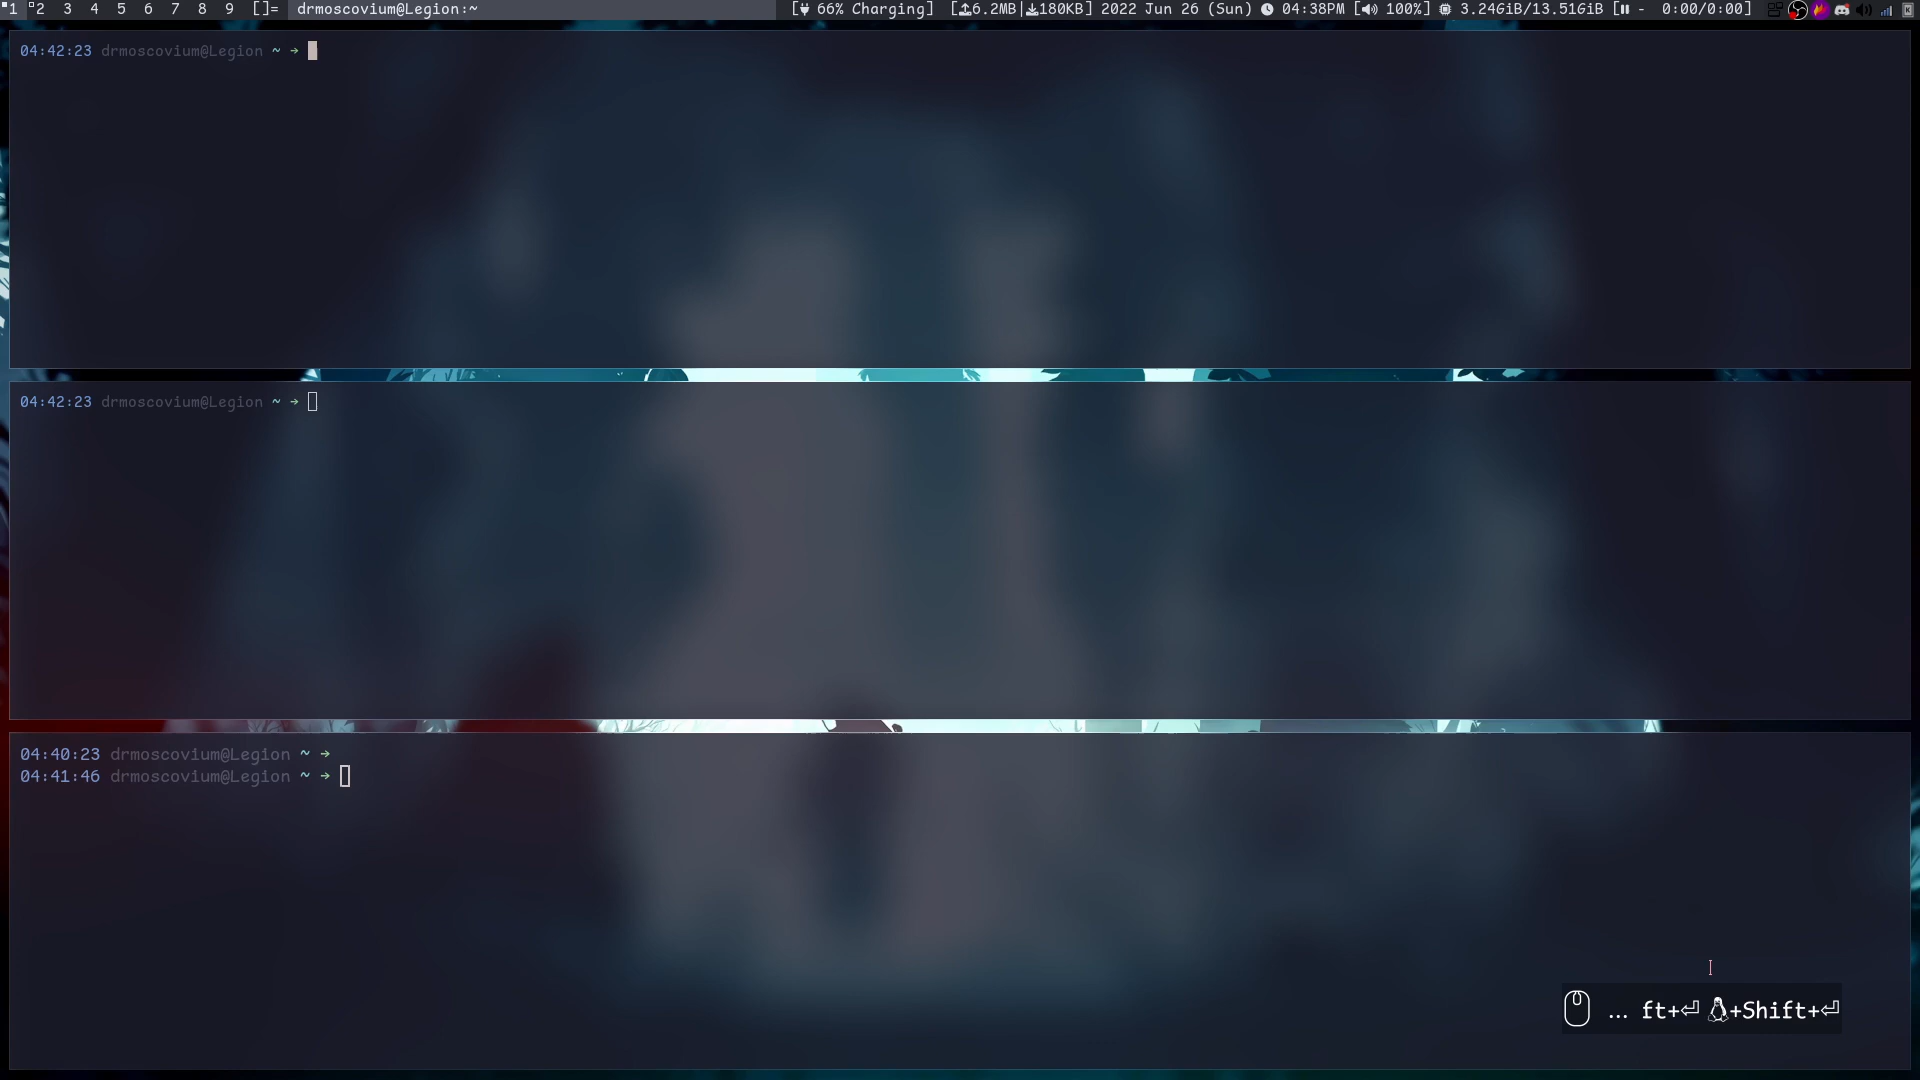 1 2 3 4 5 6 7 8 9 []= drmoscovium@Legion:~ [ 66% Charging] [6.2MB|180KB] 2022 Jun 26 (Sun) 04:38PM [ 100%] 3.24GiB/13.51GiB [ - 0:00/0:00]
04:42:23 drmoscovium@Legion ~ →
04:42:23 drmoscovium@Legion ~ →
04:40:23 drmoscovium@Legion ~ →
04:41:46 drmoscovium@Legion ~ →
... ft+⏎ +Shift+⏎